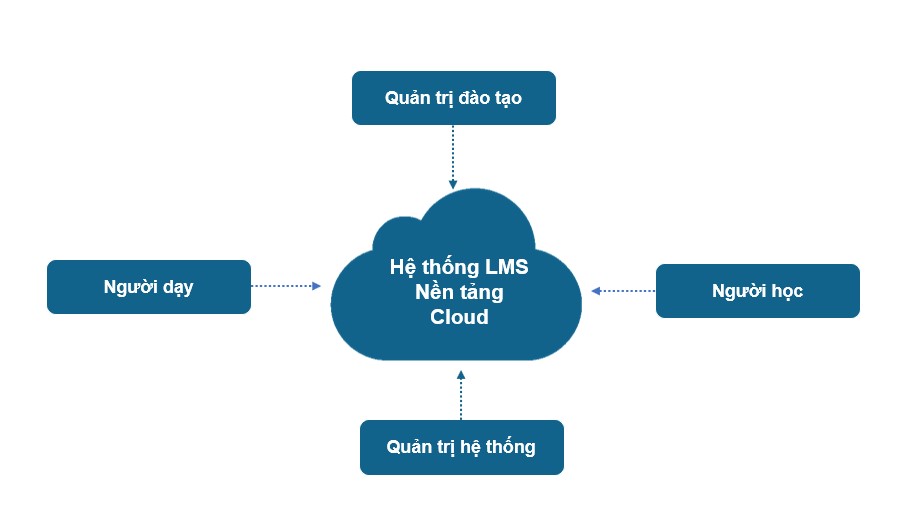 Quản trị đào tạo
Hệ thống LMS
Nền tảng
Cloud
Người dạy
Người học
Quản trị hệ thống